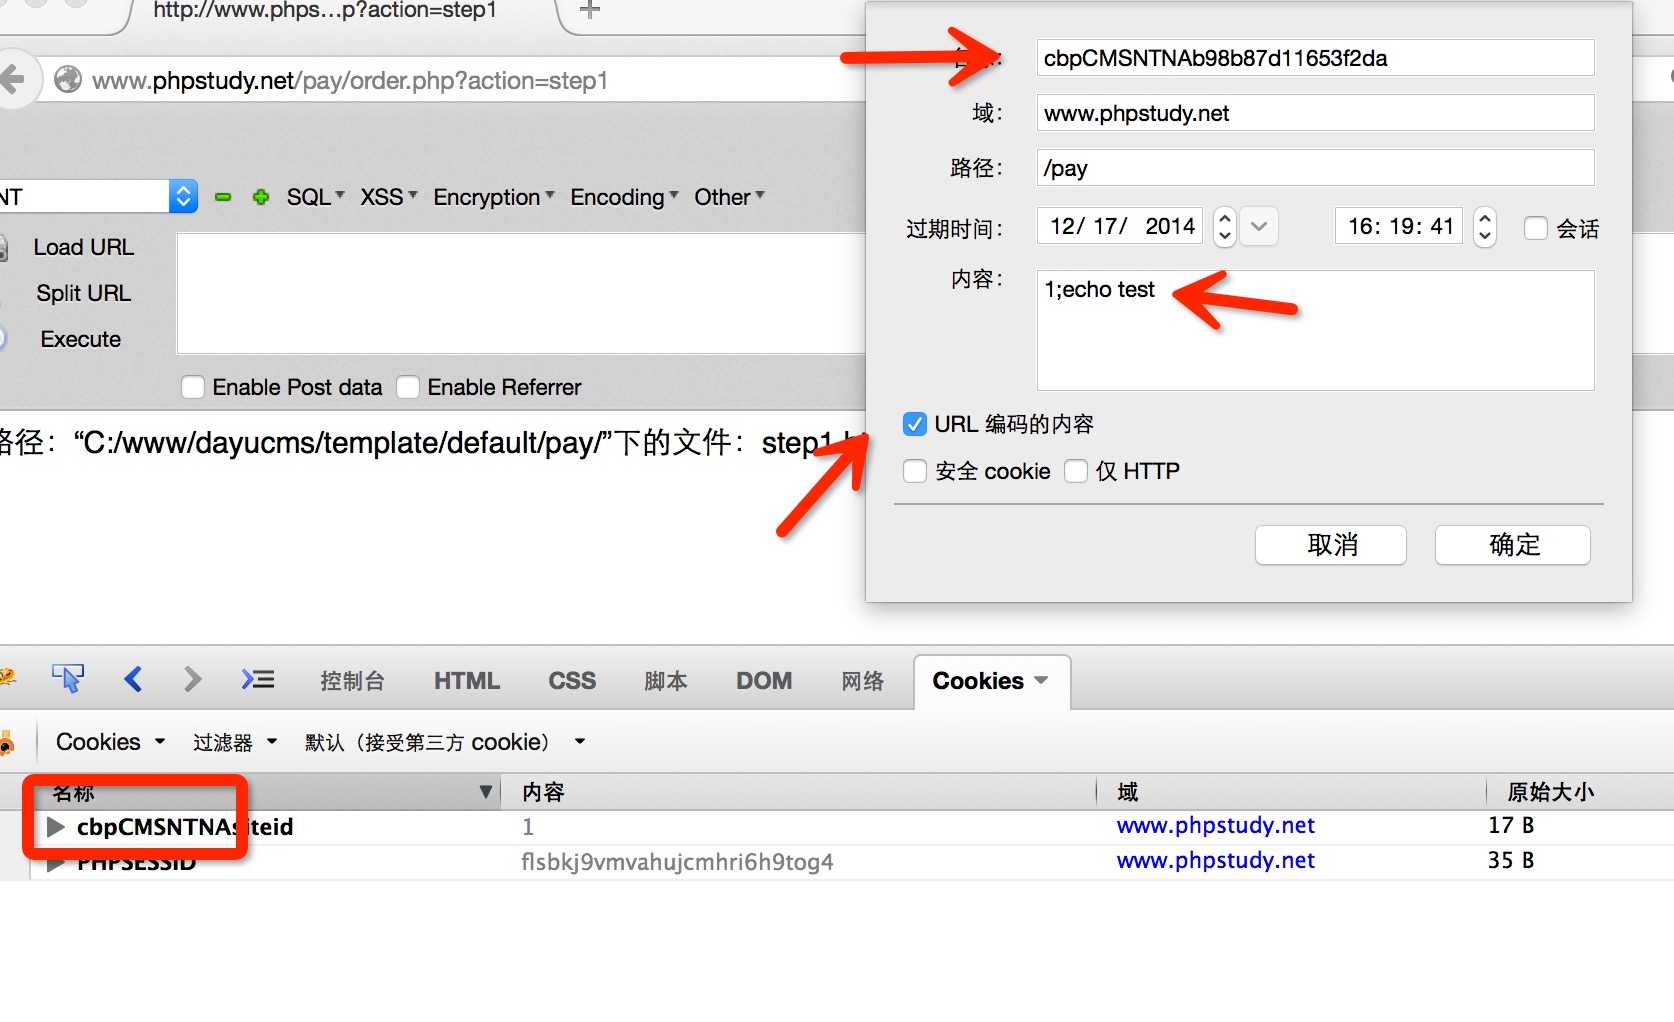 http://www.phps...p?action=step1
www.phpstudy.net/pay/order.php?action=step1
NT
SQL
XSS
Encryption
Encoding
Other
Load URL
Split URL
Execute
Enable Post data
Enable Referrer
路径：“C:/www/dayucms/template/default/pay/”下的文件：step1
cbpCMSNTNAb98b87d11653f2da
域：
www.phpstudy.net
路径：
/pay
过期时间：
12/ 17/ 2014
16: 19: 41
会话
内容：
1;echo test
URL 编码的内容
安全 cookie
仅 HTTP
取消
确定
控制台
HTML
CSS
脚本
DOM
网络
Cookies
Cookies
过滤器
默认（接受第三方 cookie）
名称
内容
域
原始大小
cbpCMSNTNAsiteid
1
www.phpstudy.net
17 B
PHPSESSID
flsbkj9vmvahujcmhri6h9tog4
www.phpstudy.net
35 B